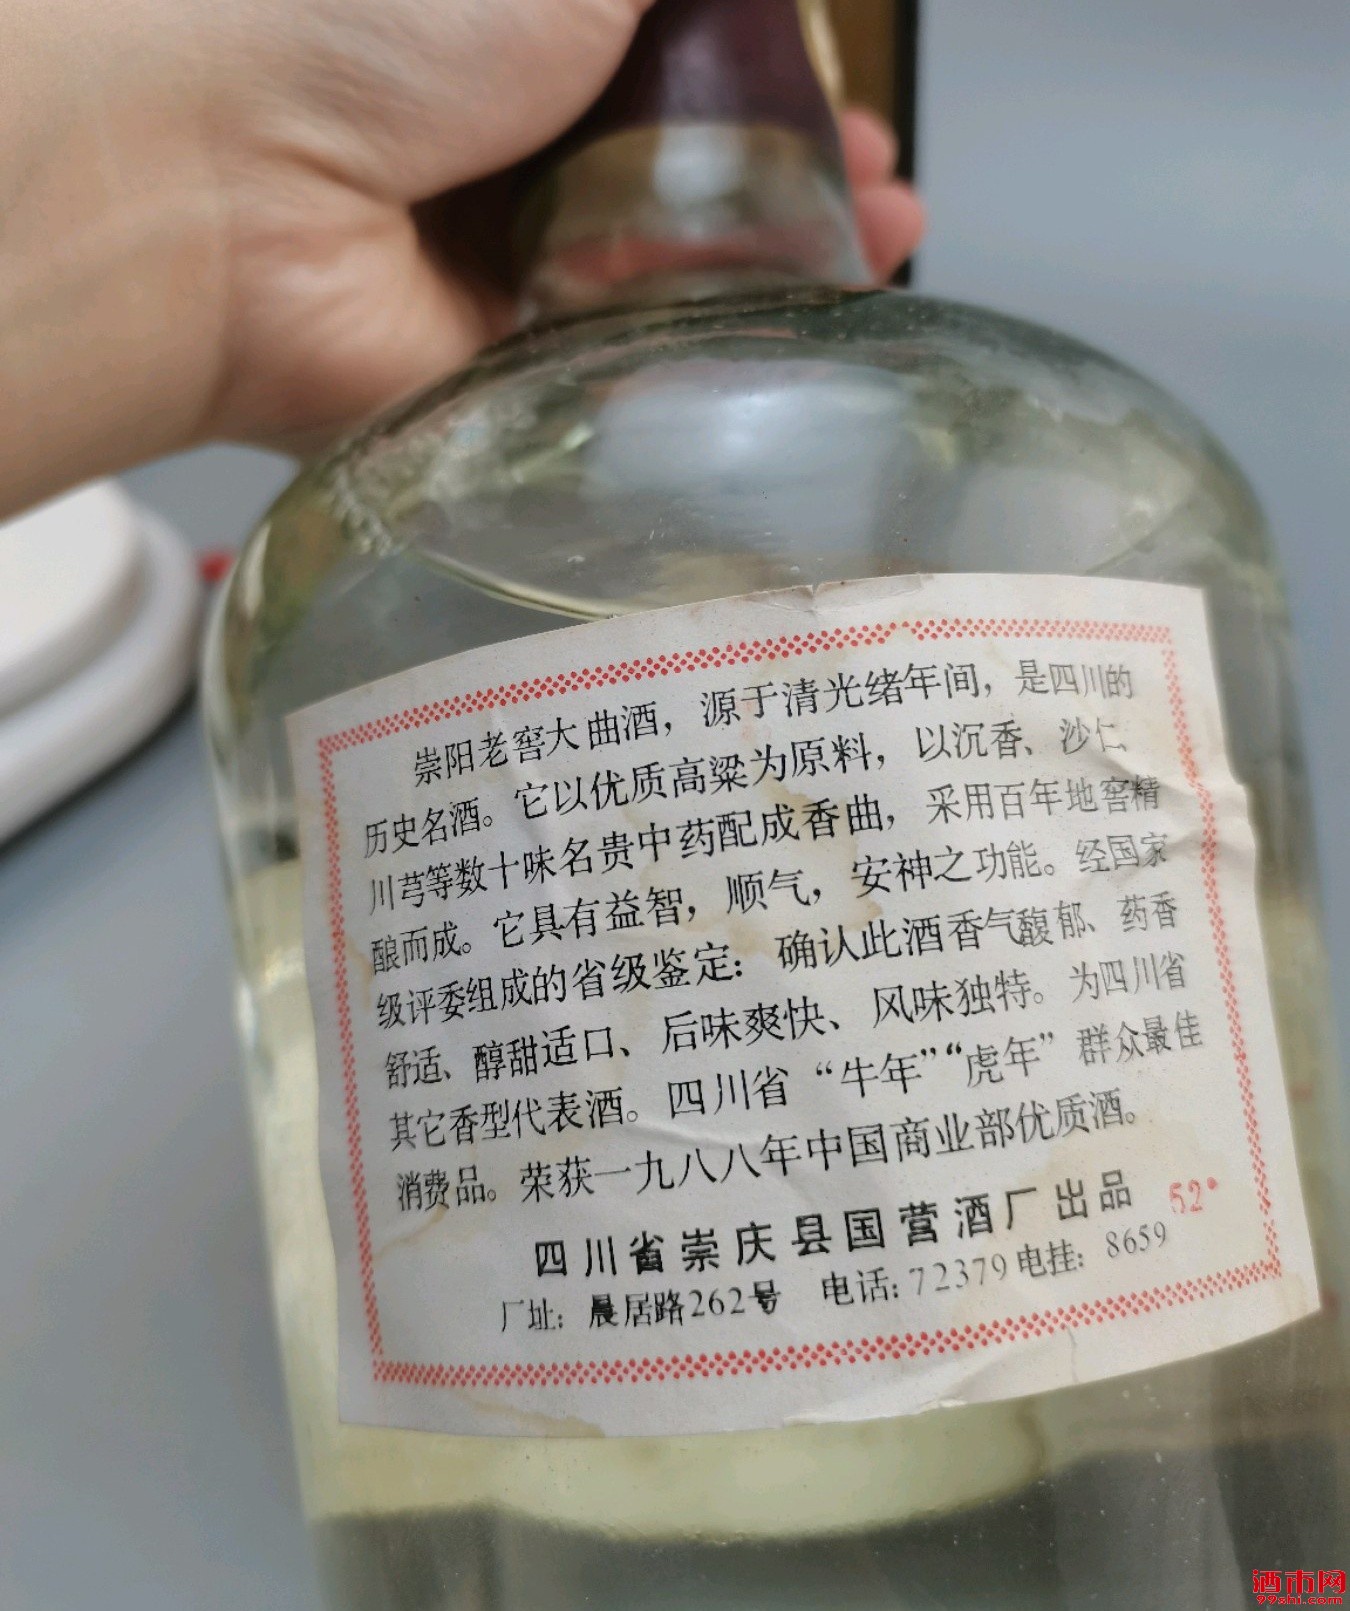 崇阳老窖大曲酒，源于清光绪年间，是四川的
历史名酒。它以优质高粱为原料，以沉香、沙仁、
川芎等数十味名贵中药配成香曲，采用百年地窖精
酿而成。它具有益智，顺气，安神之功能。经国家
级评委组成的省级鉴定：确认此酒香气馥郁、药香
舒适、醇甜适口、后味爽快、风味独特。为四川省
其它香型代表酒。四川省“牛年”“虎年”群众最佳
消费品。荣获一九八八年中国商业部优质酒。
四川省崇庆县国营酒厂出品 52°
厂址：晨居路262号 电话：72379 电挂：8659
酒市网
99shi.com